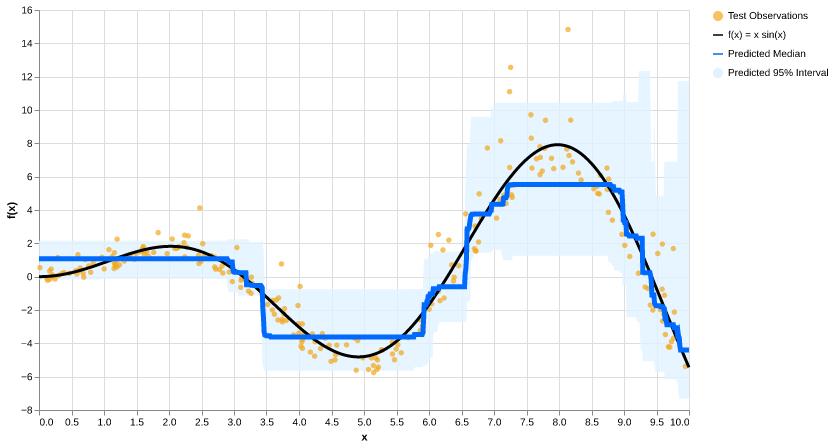 16
14
12
10
8
6
4
2
0
−2
−4
−6
−8
f(x)
0.0 0.5 1.0 1.5 2.0 2.5 3.0 3.5 4.0 4.5 5.0 5.5 6.0 6.5 7.0 7.5 8.0 8.5 9.0 9.5 10.0
x
Test Observations
f(x) = x sin(x)
Predicted Median
Predicted 95% Interval